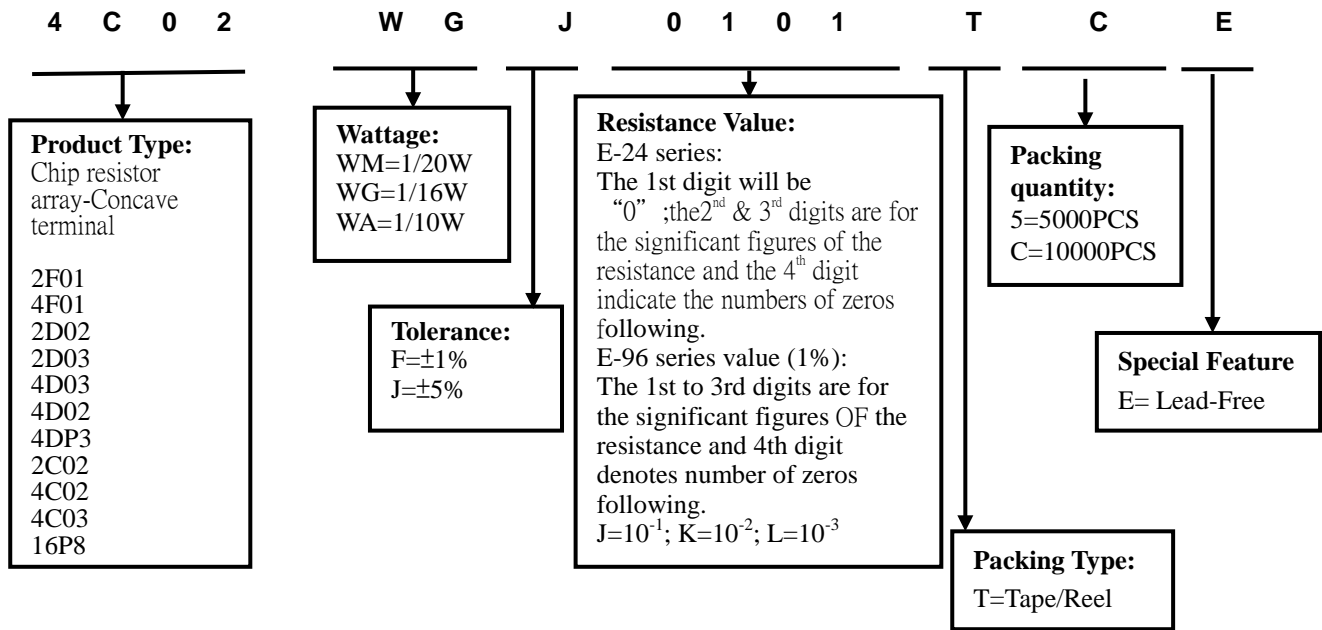 4 C 0 2 W G J 0 1 0 1 T C E
Product Type:
Chip resistor
array-Concave
terminal
2F01
4F01
2D02
2D03
4D03
4D02
4DP3
2C02
4C02
4C03
16P8
Wattage:
WM=1/20W
WG=1/16W
WA=1/10W
Tolerance:
F=±1%
J=±5%
Resistance Value:
E-24 series:
The 1st digit will be
“0” ;the2nd & 3rd digits are for
the significant figures of the
resistance and the 4th digit
indicate the numbers of zeros
following.
E-96 series value (1%):
The 1st to 3rd digits are for
the significant figures OF the
resistance and 4th digit
denotes number of zeros
following.
J=10-1; K=10-2; L=10-3
Packing
quantity:
5=5000PCS
C=10000PCS
Special Feature
E= Lead-Free
Packing Type:
T=Tape/Reel